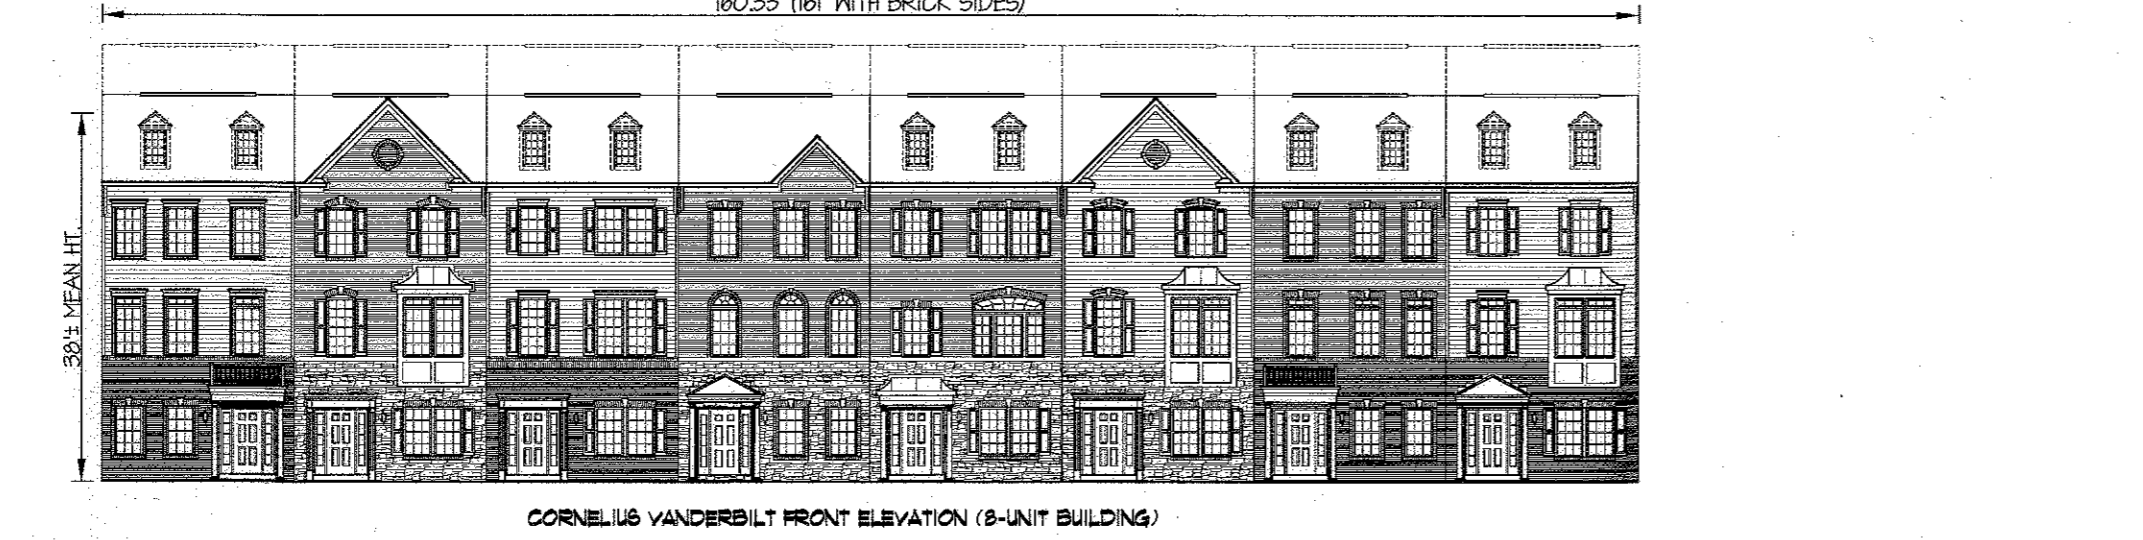 160.33' (161' WITH BRICK SIDES)
38'± MEAN HT.
CORNELIUS VANDERBILT FRONT ELEVATION (8-UNIT BUILDING)